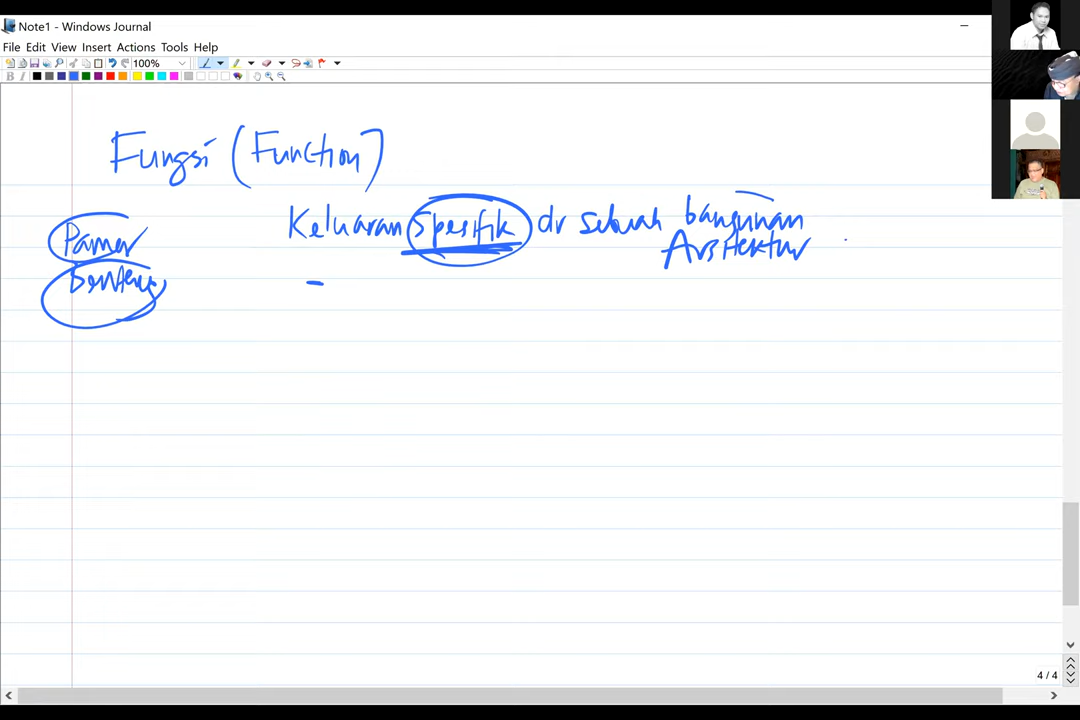 Note1 - Windows Journal
File Edit View Insert Actions Tools Help
100%
B I
Fungsi (Function)
Keluaran Spesifik dr sebuah bangunan
Arsitektur
Pamer
Benteng
4 / 4